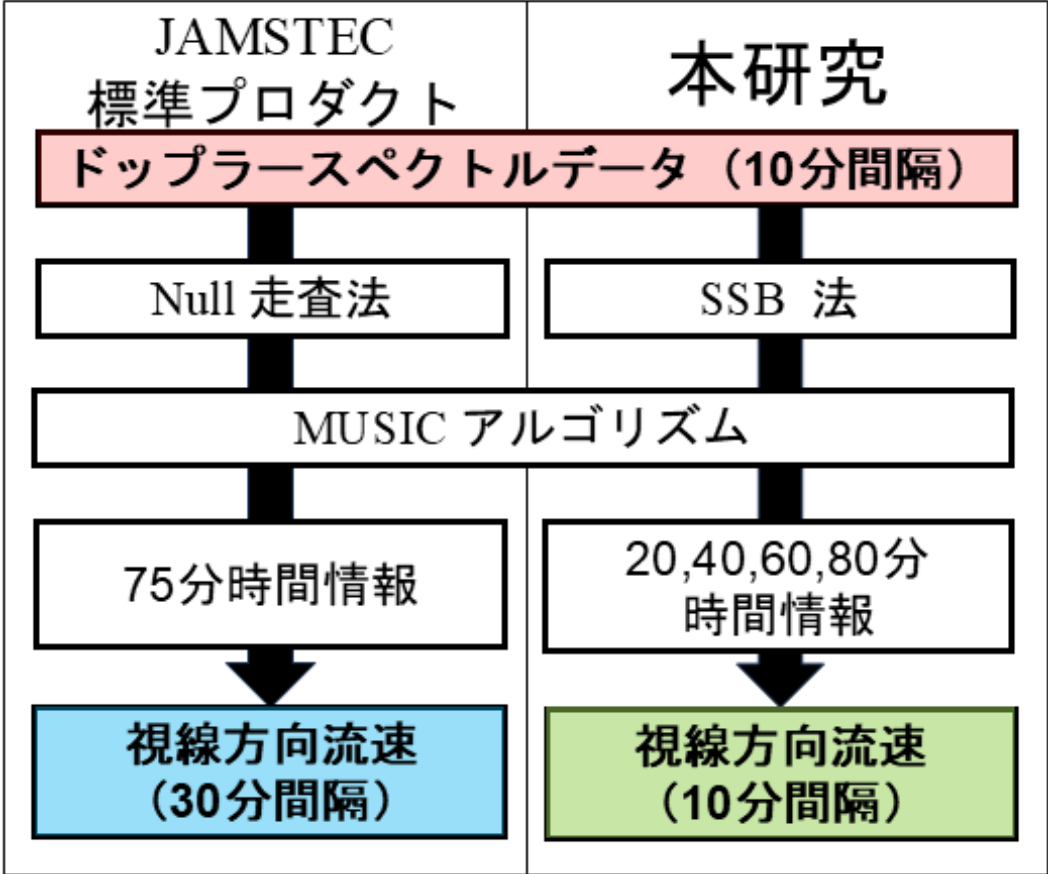 JAMSTEC
標準プロダクト
本研究
ドップラースペクトルデータ（10分間隔）
Null 走査法
SSB 法
MUSIC アルゴリズム
75分時間情報
20,40,60,80分
時間情報
視線方向流速
（30分間隔）
視線方向流速
（10分間隔）